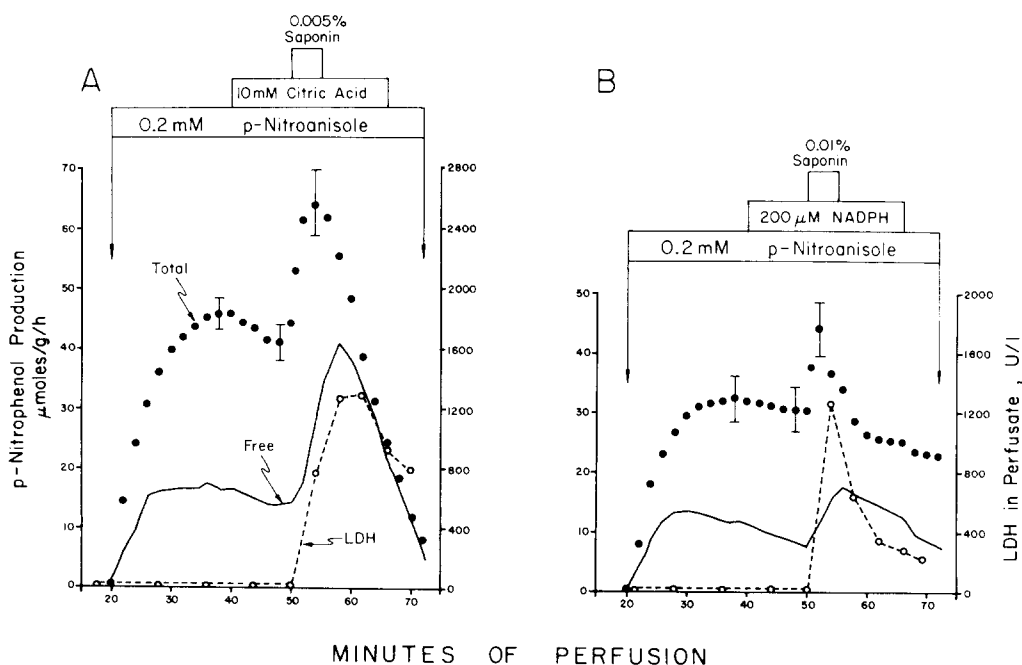 A
0.005%
Saponin
10mM Citric Acid
0.2 mM p-Nitroanisole
70
60
50
40
30
20
10
0
2800
2400
2000
1600
1200
800
400
0
Total
Free
LDH
20
30
40
50
60
70
p-Nitrophenol Production
μmoles/g/h
B
0.01%
Saponin
200 μM NADPH
0.2 mM p-Nitroanisole
50
40
30
20
10
0
2000
1600
1200
800
400
0
20
30
40
50
60
70
LDH in Perfusate, U/l
MINUTES OF PERFUSION